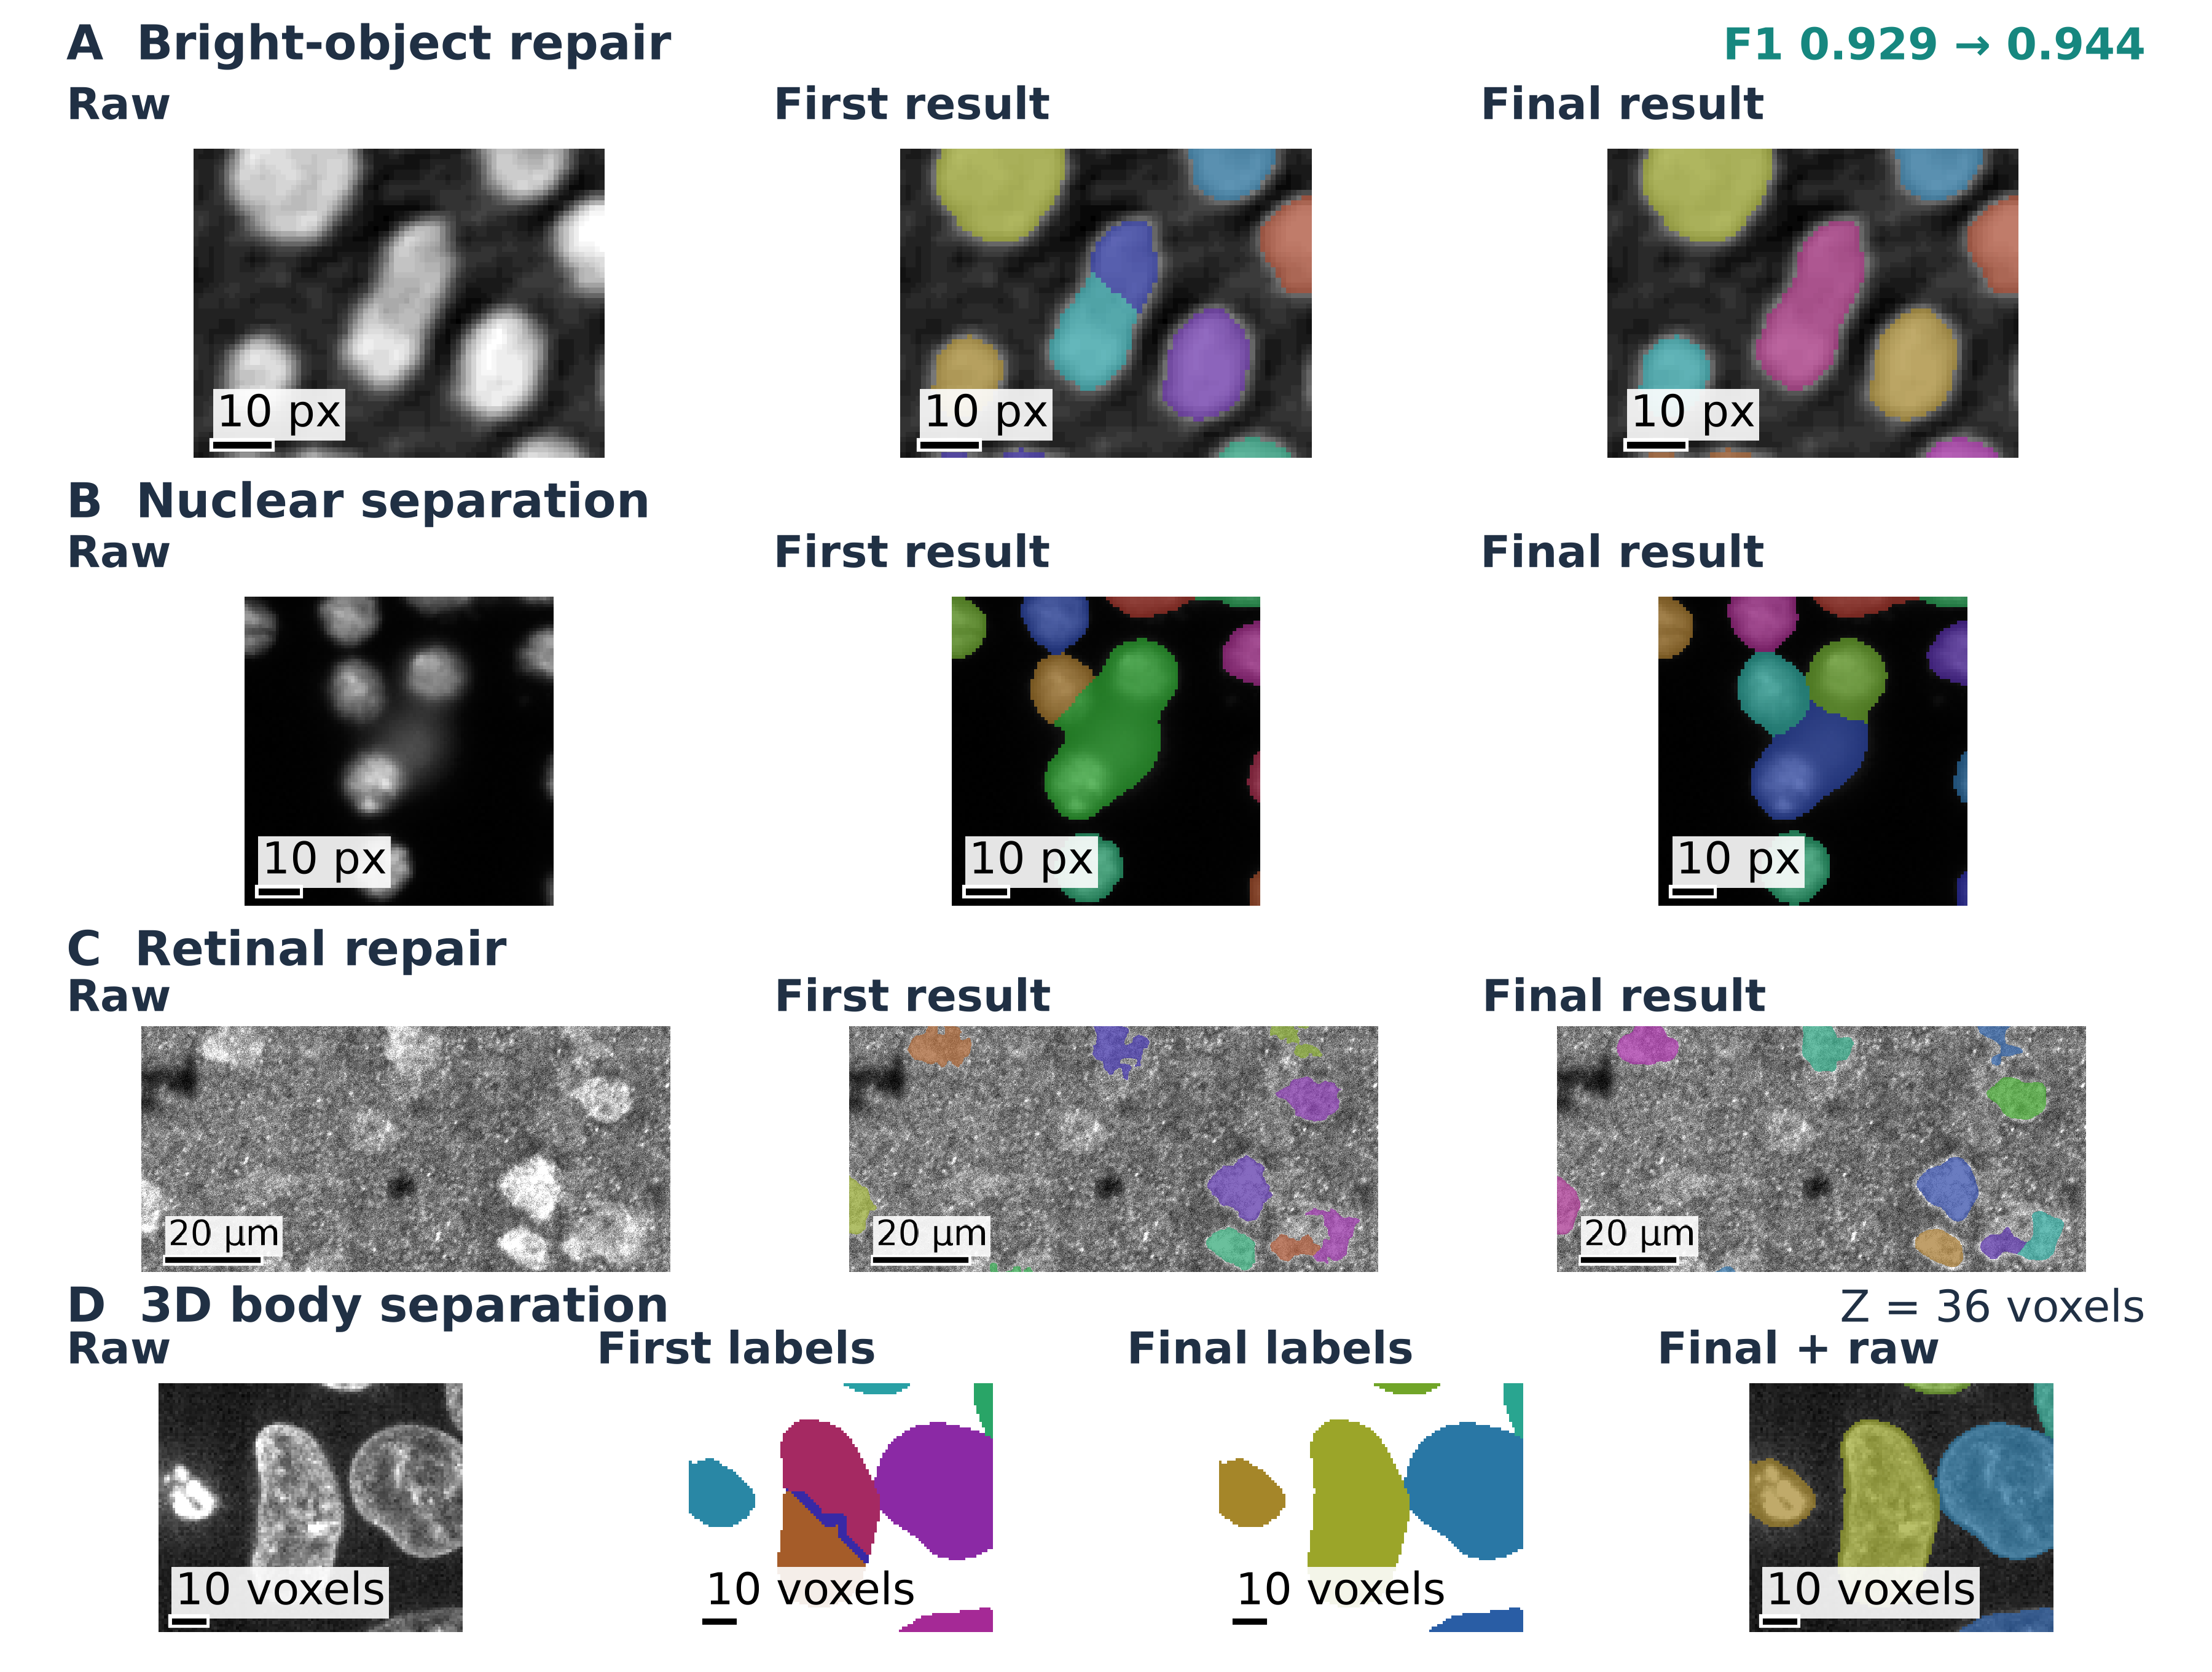 A Bright-object repair
F1 0.929 → 0.944
Raw
First result
Final result
10 px
10 px
10 px
B Nuclear separation
Raw
First result
Final result
10 px
10 px
10 px
C Retinal repair
Raw
First result
Final result
20 µm
20 µm
20 µm
D 3D body separation
Z = 36 voxels
Raw
First labels
Final labels
Final + raw
10 voxels
10 voxels
10 voxels
10 voxels